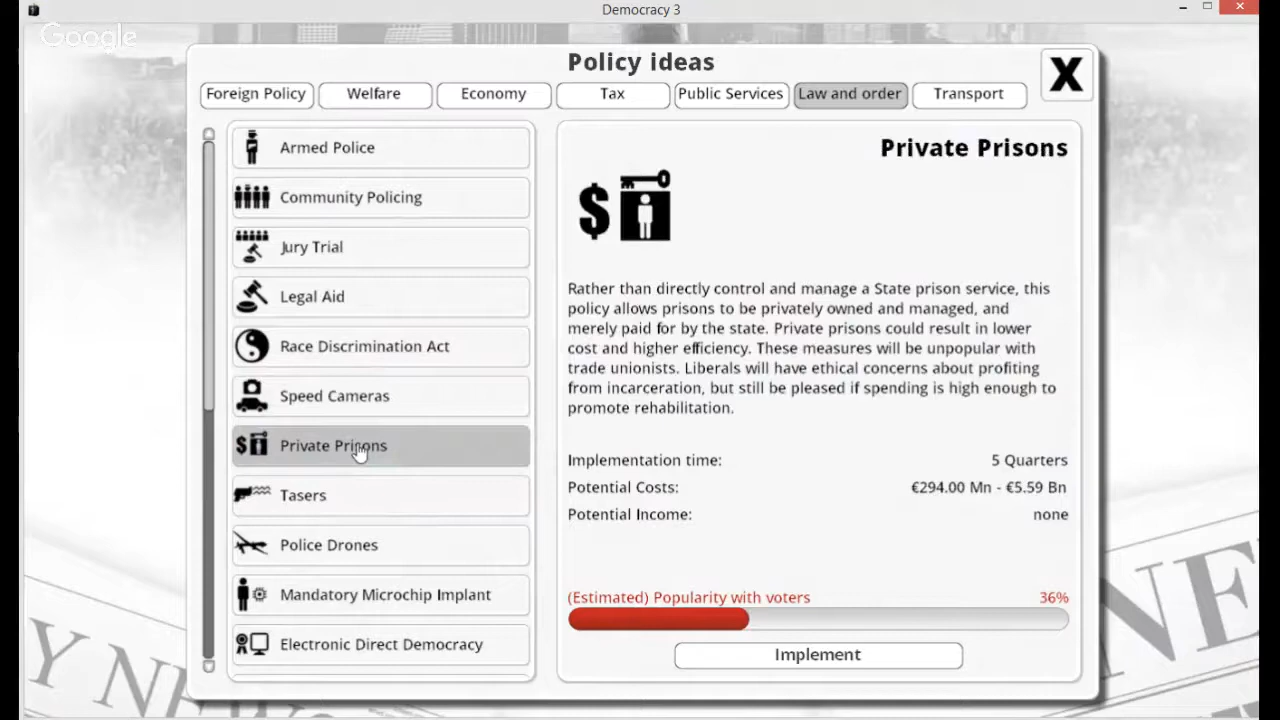 Democracy 3
Google
Policy ideas
X
Foreign Policy
Welfare
Economy
Tax
Public Services
Law and order
Transport
Armed Police
Community Policing
Jury Trial
Legal Aid
Race Discrimination Act
Speed Cameras
Private Prisons
Tasers
Police Drones
Mandatory Microchip Implant
Electronic Direct Democracy
Private Prisons
$
Rather than directly control and manage a State prison service, this
policy allows prisons to be privately owned and managed, and
merely paid for by the state. Private prisons could result in lower
cost and higher efficiency. These measures will be unpopular with
trade unionists. Liberals will have ethical concerns about profiting
from incarceration, but still be pleased if spending is high enough to
promote rehabilitation.
Implementation time: 5 Quarters
Potential Costs: €294.00 Mn - €5.59 Bn
Potential Income: none
(Estimated) Popularity with voters 36%
Implement